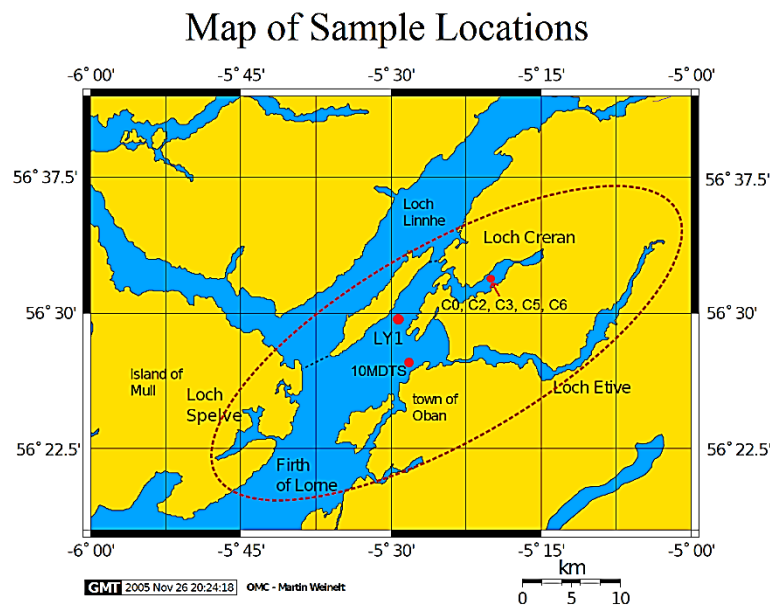 Map of Sample Locations
-6° 00' -5° 45' -5° 30' -5° 15' -5° 00'
56° 37.5' 56° 37.5'
Loch
Linnhe
Loch Creran
C0, C2, C3, C5, C6
56° 30' 56° 30'
LY1
10MDTS
Island of
Mull
Loch
Spelve
town of
Oban
Loch Etive
56° 22.5' 56° 22.5'
Firth
of Lorne
-6° 00' -5° 45' -5° 30' -5° 15' -5° 00'
km
0 5 10
GMT 2005 Nov 26 20:24:18 OMC - Martin Weinelt